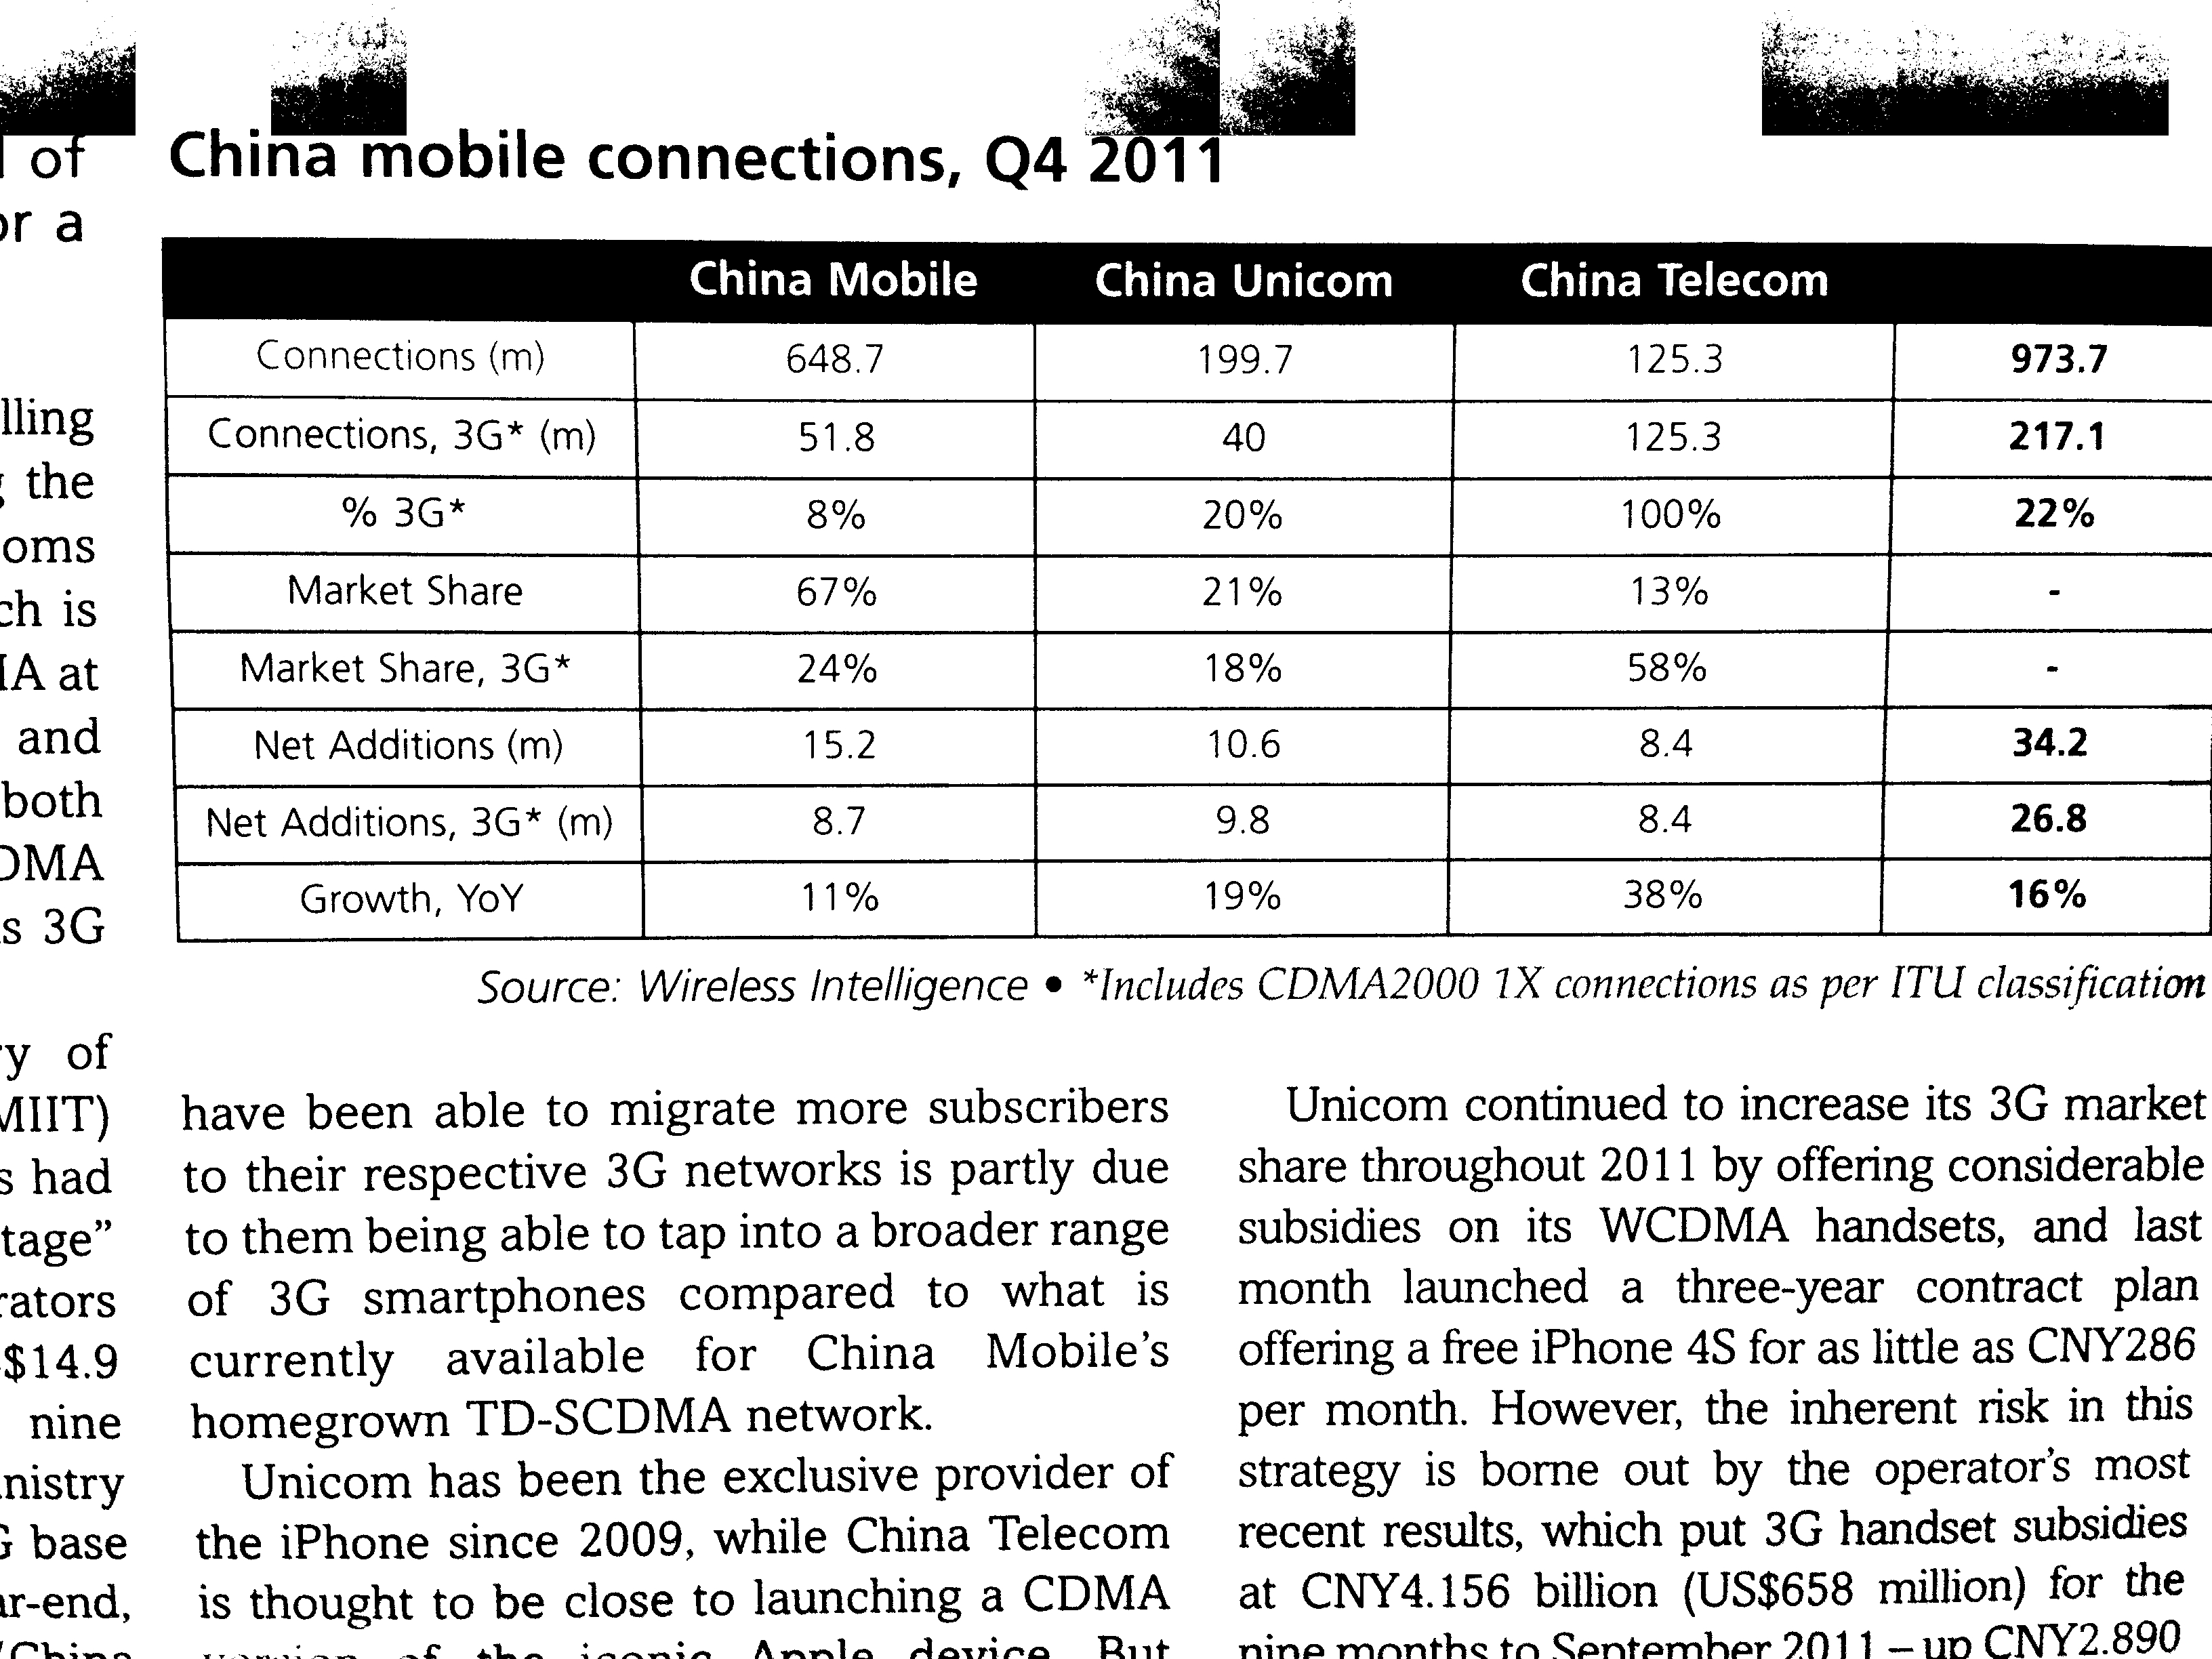 of
or a
lling
the
oms
ch is
IA at
and
both
DMA
s 3G
ry of
MIIT)
s had
tage”
rators
$14.9
nine
nistry
G base
ar-end,
China mobile connections, Q4 2011
China Mobile China Unicom China Telecom
Connections (m) 648.7 199.7 125.3 973.7
Connections, 3G* (m) 51.8 40 125.3 217.1
% 3G* 8% 20% 100% 22%
Market Share 67% 21% 13% -
Market Share, 3G* 24% 18% 58% -
Net Additions (m) 15.2 10.6 8.4 34.2
Net Additions, 3G* (m) 8.7 9.8 8.4 26.8
Growth, YoY 11% 19% 38% 16%
Source: Wireless Intelligence • *Includes CDMA2000 1X connections as per ITU classification
have been able to migrate more subscribers
to their respective 3G networks is partly due
to them being able to tap into a broader range
of 3G smartphones compared to what is
currently available for China Mobile’s
homegrown TD-SCDMA network.
Unicom has been the exclusive provider of
the iPhone since 2009, while China Telecom
is thought to be close to launching a CDMA
version of the iconic Apple device. But
Unicom continued to increase its 3G market
share throughout 2011 by offering considerable
subsidies on its WCDMA handsets, and last
month launched a three-year contract plan
offering a free iPhone 4S for as little as CNY286
per month. However, the inherent risk in this
strategy is borne out by the operator’s most
recent results, which put 3G handset subsidies
at CNY4.156 billion (US$658 million) for the
nine months to September 2011 – up CNY2.890